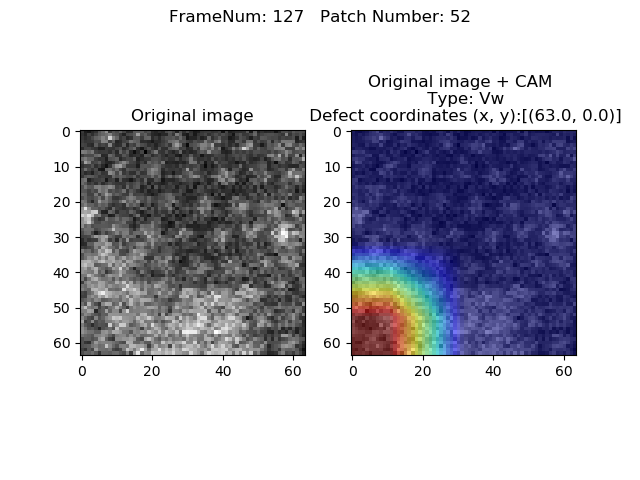 FrameNum: 127   Patch Number: 52
Original image
0
10
20
30
40
50
60
0 20 40 60
Original image + CAM
Type: Vw
Defect coordinates (x, y):[(63.0, 0.0)]
0
10
20
30
40
50
60
0 20 40 60